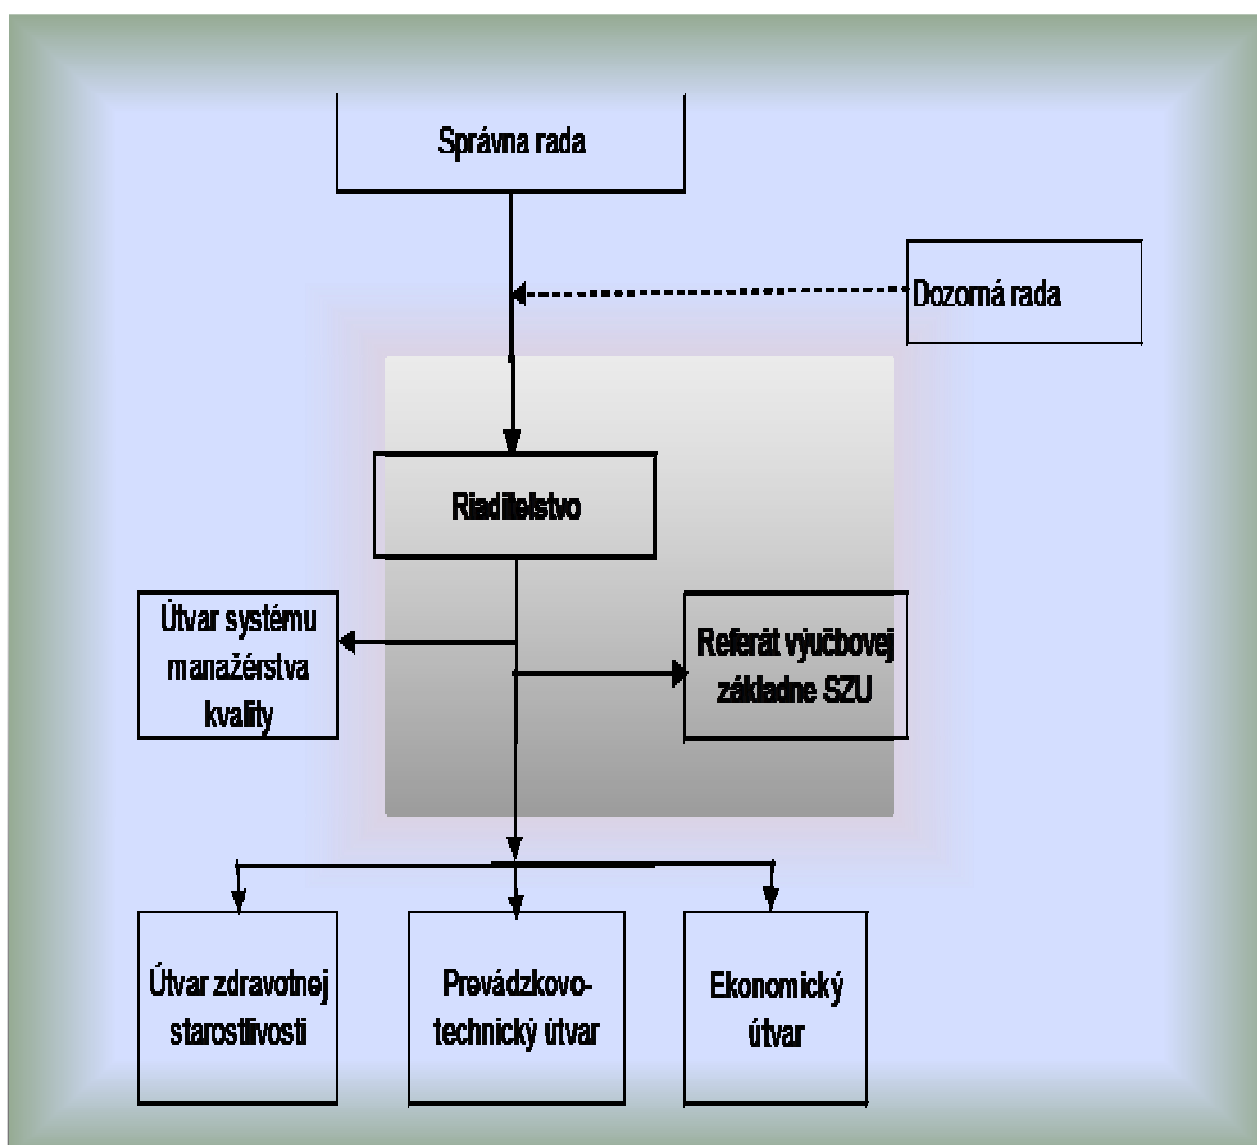 Správna rada
Dozorná rada
Riaditeľstvo
Útvar systému
manažérstva
kvality
Referát výučbovej
základne SZU
Útvar zdravotnej
starostlivosti
Prevádzkovo-
technický útvar
Ekonomický
útvar